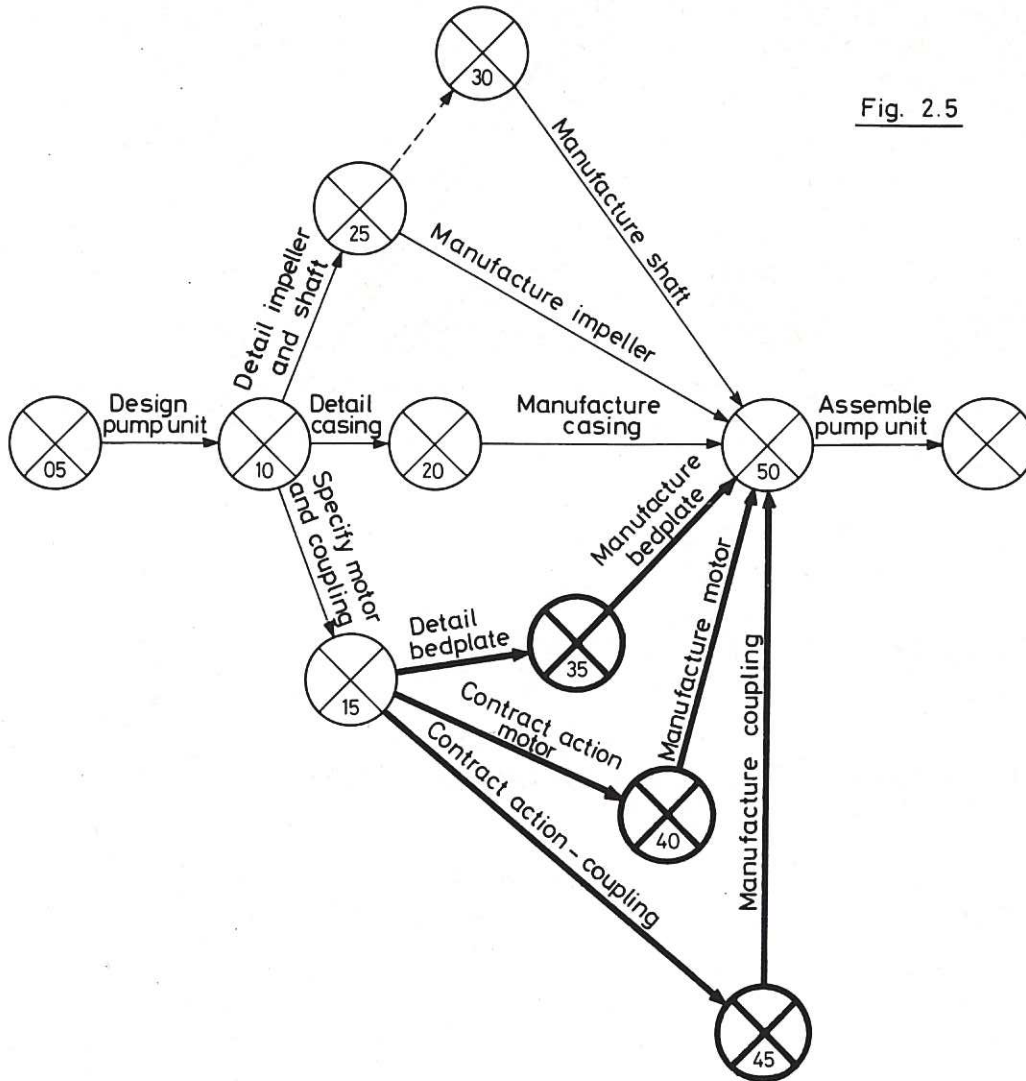 30
Fig. 2.5
Manufacture shaft
25
Detail impeller
and shaft
Manufacture impeller
Design
pump unit
Detail
casing
Manufacture
casing
Assemble
pump unit
05
10
20
50
Specify motor
and coupling
Manufacture
bedplate
Detail
bedplate
35
15
Contract action
motor
Manufacture motor
Manufacture coupling
Contract action - coupling
40
45